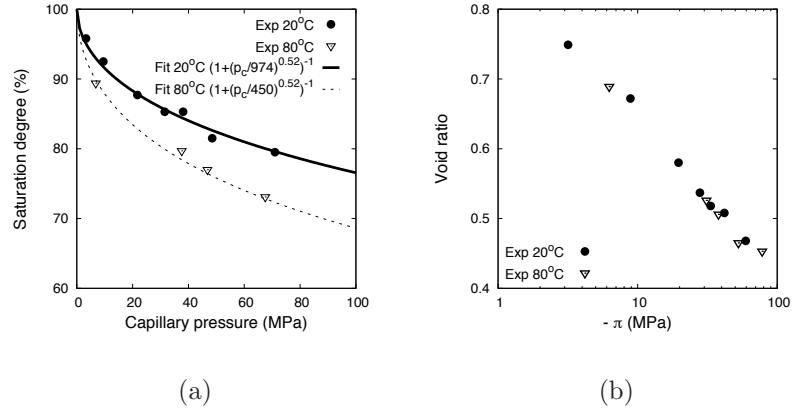 100
90
80
70
60
0 20 40 60 80 100
Saturation degree (%)
Capillary pressure (MPa)
Exp 20°C
Exp 80°C
Fit 20°C (1+(p_c/974)^0.52)^-1
Fit 80°C (1+(p_c/450)^0.52)^-1
(a)
0.8
0.7
0.6
0.5
0.4
1 10 100
Void ratio
- π (MPa)
Exp 20°C
Exp 80°C
(b)